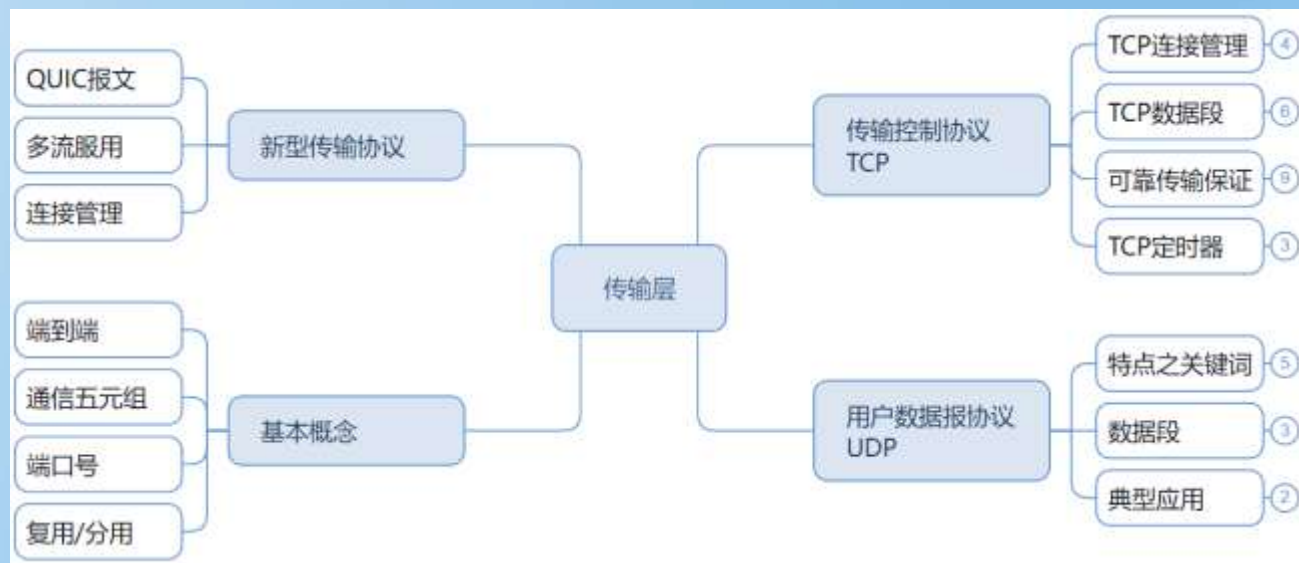 QUIC报文
多流服用
连接管理
新型传输协议
端到端
通信五元组
端口号
复用/分用
基本概念
传输层
传输控制协议
TCP
TCP连接管理 4
TCP数据段 6
可靠传输保证 9
TCP定时器 3
用户数据报协议
UDP
特点之关键词 5
数据段 3
典型应用 2